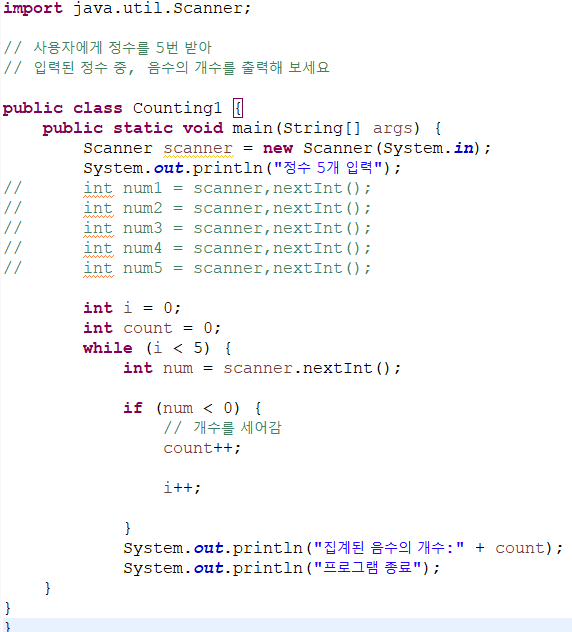 import java.util.Scanner;
// 사용자에게 정수를 5번 받아
// 입력된 정수 중, 음수의 개수를 출력해 보세요
public class Counting1 {
    public static void main(String[] args) {
        Scanner scanner = new Scanner(System.in);
        System.out.println("정수 5개 입력");
//      int num1 = scanner,nextInt();
//      int num2 = scanner,nextInt();
//      int num3 = scanner,nextInt();
//      int num4 = scanner,nextInt();
//      int num5 = scanner,nextInt();
        int i = 0;
        int count = 0;
        while (i < 5) {
            int num = scanner.nextInt();
            if (num < 0) {
                // 개수를 세어감
                count++;
                i++;
            }
            System.out.println("집계된 음수의 개수:" + count);
            System.out.println("프로그램 종료");
    }
}
}